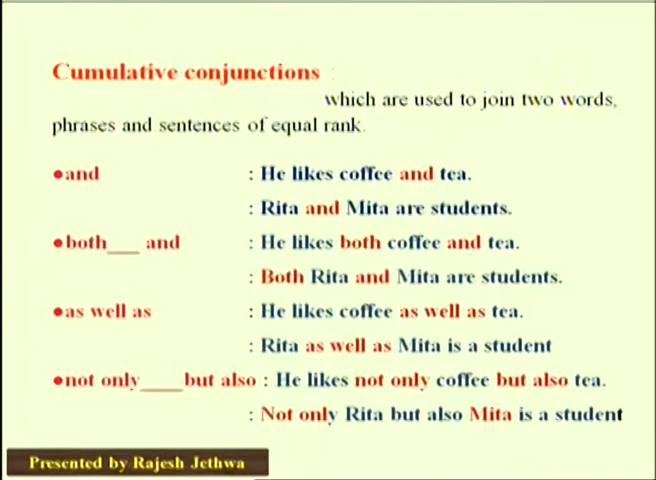 Cumulative conjunctions :
which are used to join two words,
phrases and sentences of equal rank.
•and : He likes coffee and tea.
: Rita and Mita are students.
•both___ and : He likes both coffee and tea.
: Both Rita and Mita are students.
•as well as : He likes coffee as well as tea.
: Rita as well as Mita is a student
•not only____but also : He likes not only coffee but also tea.
: Not only Rita but also Mita is a student
Presented by Rajesh Jethwa